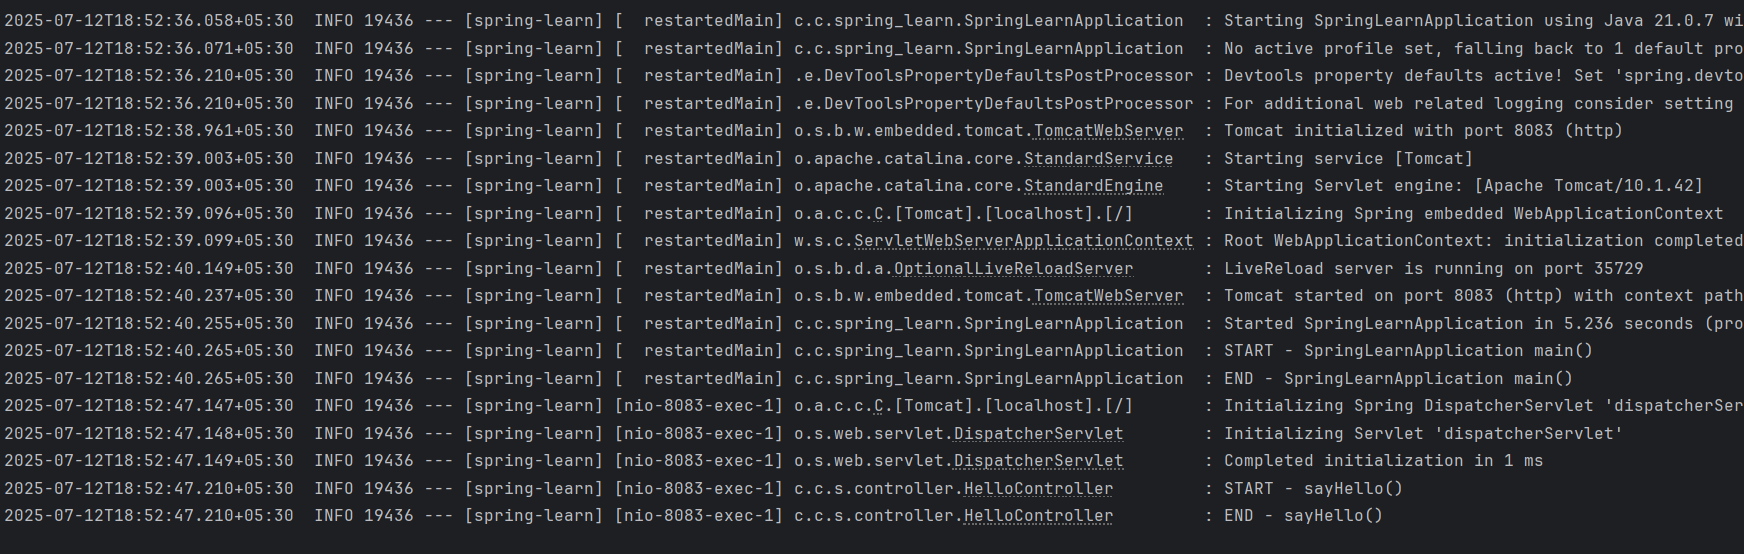 2025-07-12T18:52:36.058+05:30  INFO 19436 --- [spring-learn] [  restartedMain] c.c.spring_learn.SpringLearnApplication  : Starting SpringLearnApplication using Java 21.0.7 wi
2025-07-12T18:52:36.071+05:30  INFO 19436 --- [spring-learn] [  restartedMain] c.c.spring_learn.SpringLearnApplication  : No active profile set, falling back to 1 default pro
2025-07-12T18:52:36.210+05:30  INFO 19436 --- [spring-learn] [  restartedMain] .e.DevToolsPropertyDefaultsPostProcessor : Devtools property defaults active! Set 'spring.devto
2025-07-12T18:52:36.210+05:30  INFO 19436 --- [spring-learn] [  restartedMain] .e.DevToolsPropertyDefaultsPostProcessor : For additional web related logging consider setting
2025-07-12T18:52:38.961+05:30  INFO 19436 --- [spring-learn] [  restartedMain] o.s.b.w.embedded.tomcat.TomcatWebServer  : Tomcat initialized with port 8083 (http)
2025-07-12T18:52:39.003+05:30  INFO 19436 --- [spring-learn] [  restartedMain] o.apache.catalina.core.StandardService   : Starting service [Tomcat]
2025-07-12T18:52:39.003+05:30  INFO 19436 --- [spring-learn] [  restartedMain] o.apache.catalina.core.StandardEngine    : Starting Servlet engine: [Apache Tomcat/10.1.42]
2025-07-12T18:52:39.096+05:30  INFO 19436 --- [spring-learn] [  restartedMain] o.a.c.c.C.[Tomcat].[localhost].[/]       : Initializing Spring embedded WebApplicationContext
2025-07-12T18:52:39.099+05:30  INFO 19436 --- [spring-learn] [  restartedMain] w.s.c.ServletWebServerApplicationContext : Root WebApplicationContext: initialization completed
2025-07-12T18:52:40.149+05:30  INFO 19436 --- [spring-learn] [  restartedMain] o.s.b.d.a.OptionalLiveReloadServer       : LiveReload server is running on port 35729
2025-07-12T18:52:40.237+05:30  INFO 19436 --- [spring-learn] [  restartedMain] o.s.b.w.embedded.tomcat.TomcatWebServer  : Tomcat started on port 8083 (http) with context path
2025-07-12T18:52:40.255+05:30  INFO 19436 --- [spring-learn] [  restartedMain] c.c.spring_learn.SpringLearnApplication  : Started SpringLearnApplication in 5.236 seconds (pro
2025-07-12T18:52:40.265+05:30  INFO 19436 --- [spring-learn] [  restartedMain] c.c.spring_learn.SpringLearnApplication  : START - SpringLearnApplication main()
2025-07-12T18:52:40.265+05:30  INFO 19436 --- [spring-learn] [  restartedMain] c.c.spring_learn.SpringLearnApplication  : END - SpringLearnApplication main()
2025-07-12T18:52:47.147+05:30  INFO 19436 --- [spring-learn] [nio-8083-exec-1] o.a.c.c.C.[Tomcat].[localhost].[/]       : Initializing Spring DispatcherServlet 'dispatcherSer
2025-07-12T18:52:47.148+05:30  INFO 19436 --- [spring-learn] [nio-8083-exec-1] o.s.web.servlet.DispatcherServlet        : Initializing Servlet 'dispatcherServlet'
2025-07-12T18:52:47.149+05:30  INFO 19436 --- [spring-learn] [nio-8083-exec-1] o.s.web.servlet.DispatcherServlet        : Completed initialization in 1 ms
2025-07-12T18:52:47.210+05:30  INFO 19436 --- [spring-learn] [nio-8083-exec-1] c.c.s.controller.HelloController         : START - sayHello()
2025-07-12T18:52:47.210+05:30  INFO 19436 --- [spring-learn] [nio-8083-exec-1] c.c.s.controller.HelloController         : END - sayHello()